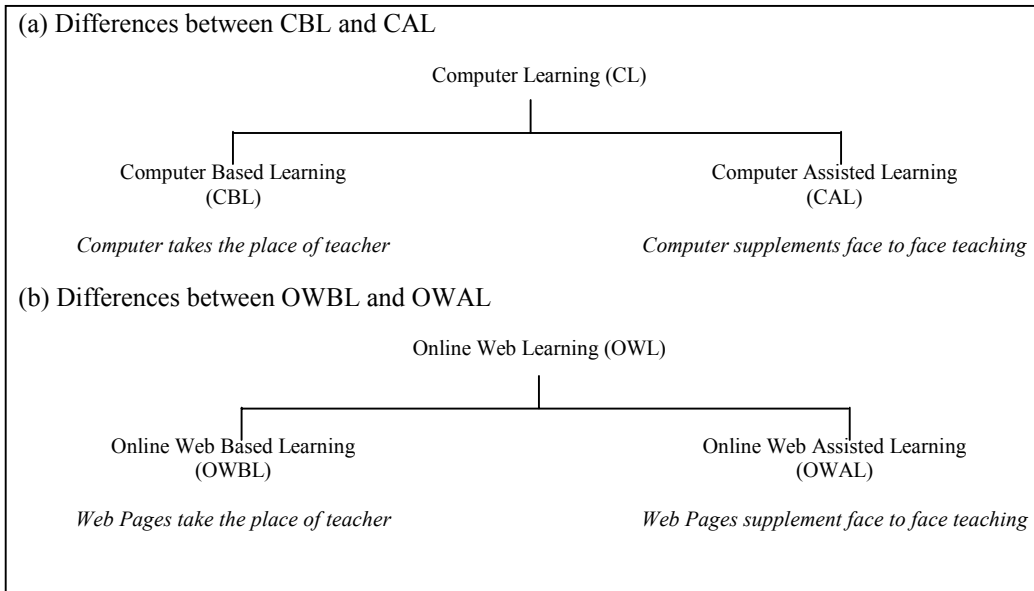 (a) Differences between CBL and CAL
Computer Learning (CL)
Computer Based Learning
(CBL)
Computer Assisted Learning
(CAL)
Computer takes the place of teacher
Computer supplements face to face teaching
(b) Differences between OWBL and OWAL
Online Web Learning (OWL)
Online Web Based Learning
(OWBL)
Online Web Assisted Learning
(OWAL)
Web Pages take the place of teacher
Web Pages supplement face to face teaching